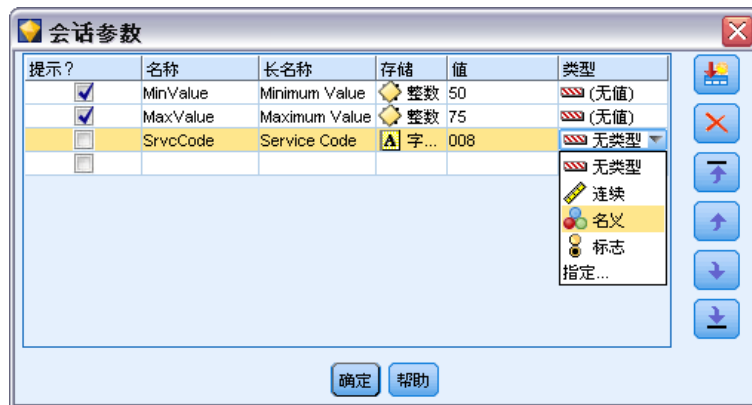 会话参数
提示? 名称 长名称 存储 值 类型
MinValue Minimum Value 整数 50 (无值)
MaxValue Maximum Value 整数 75 (无值)
SrvcCode Service Code A 字... 008 无类型
无类型
连续
名义
标志
指定...
确定 帮助